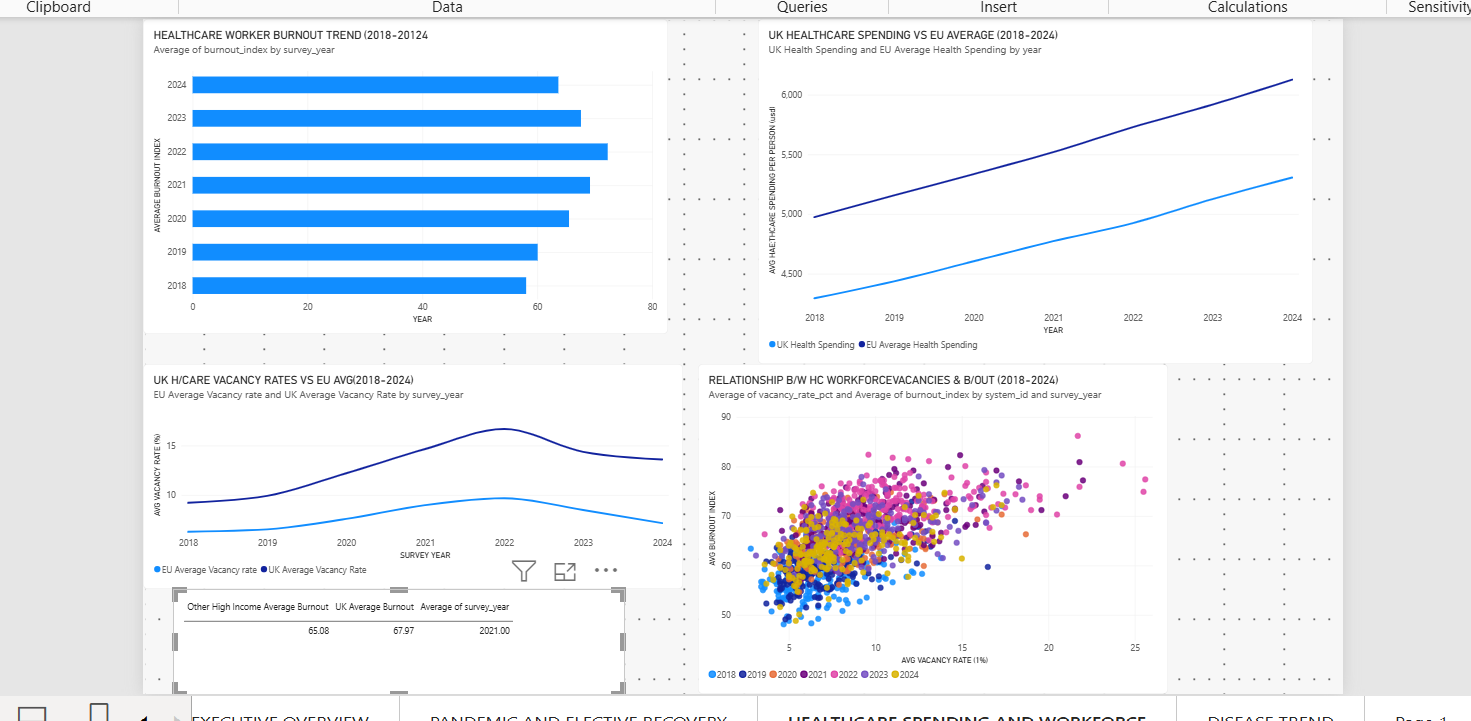 Clipboard
Data
Queries
Insert
Calculations
Sensitivity
HEALTHCARE WORKER BURNOUT TREND (2018-20124
Average of burnout_index by survey_year
AVERAGE BURNOUT INDEX
2024
2023
2022
2021
2020
2019
2018
0 20 40 60 80
YEAR
UK HEALTHCARE SPENDING VS EU AVERAGE (2018-2024)
UK Health Spending and EU Average Health Spending by year
AVG HAE;THCARE SPENDING PER PERSON (usd)
6,000
5,500
5,000
4,500
2018 2019 2020 2021 2022 2023 2024
YEAR
UK Health Spending EU Average Health Spending
UK H/CARE VACANCY RATES VS EU AVG(2018-2024)
EU Average Vacancy rate and UK Average Vacancy Rate by survey_year
AVG VACANCY RATE (%)
15
10
2018 2019 2020 2021 2022 2023 2024
SURVEY YEAR
EU Average Vacancy rate UK Average Vacancy Rate
RELATIONSHIP B/W HC WORKFORCEVACANCIES & B/OUT (2018-2024)
Average of vacancy_rate_pct and Average of burnout_index by system_id and survey_year
AVG BURNOUT INDEX
90
80
70
60
50
5 10 15 20 25
AVG VACANCY RATE (1%)
2018 2019 2020 2021 2022 2023 2024
Other High Income Average Burnout UK Average Burnout Average of survey_year
65.08 67.97 2021.00
EXECUTIVE OVERVIEW
PANDEMIC AND ELECTIVE RECOVERY
HEALTHCARE SPENDING AND WORKFORCE
DISEASE TREND
Page 1